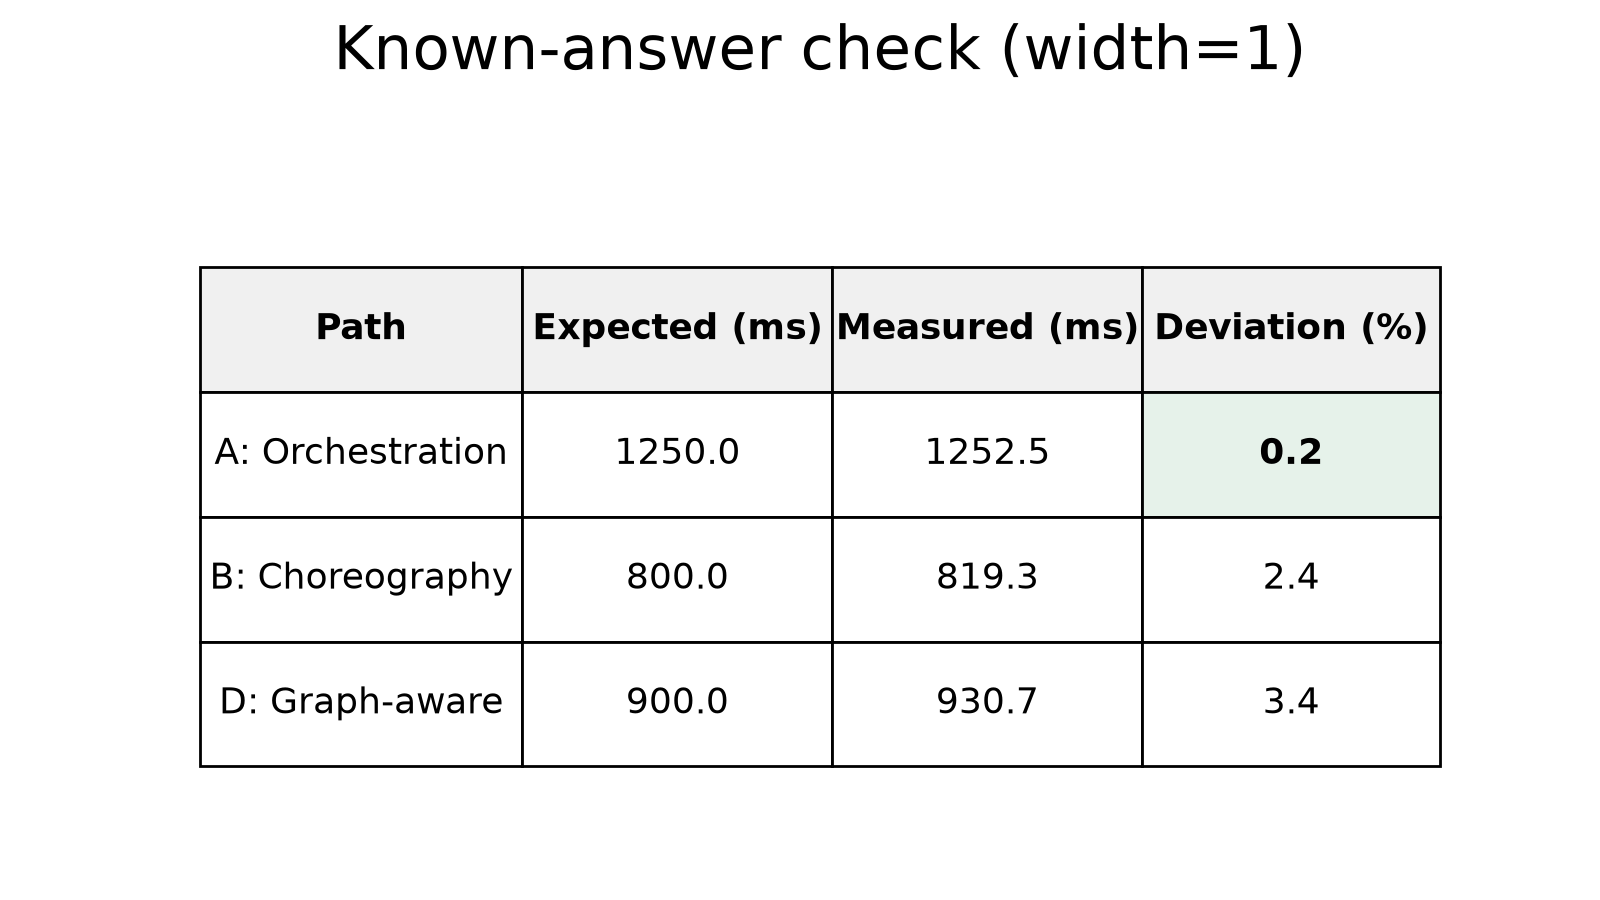 Known-answer check (width=1)
Path Expected (ms) Measured (ms) Deviation (%)
A: Orchestration 1250.0 1252.5 0.2
B: Choreography 800.0 819.3 2.4
D: Graph-aware 900.0 930.7 3.4